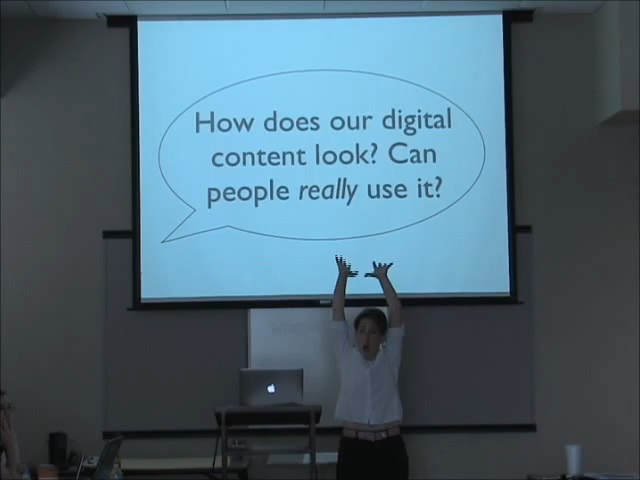 How does our digital
content look? Can
people really use it?